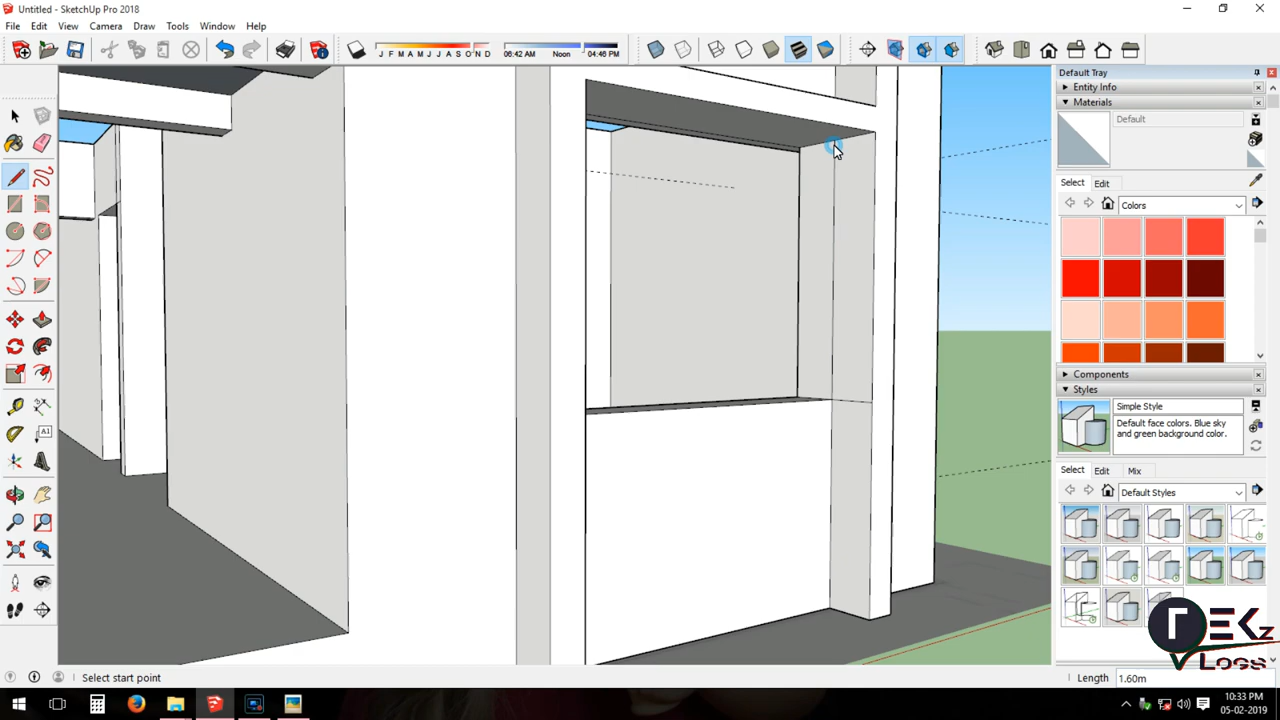 Untitled - SketchUp Pro 2018
File Edit View Camera Draw Tools Window Help
J F M A M J J A S O N D
06:42 AM Noon 04:46 PM
Default Tray
Entity Info
Materials
Default
Select Edit
Colors
Components
Styles
Simple Style
Default face colors. Blue sky and green background color.
Select Edit Mix
Default Styles
A1
TEKz
VLogs
Select start point
Length 1.60m
10:33 PM
05-02-2019